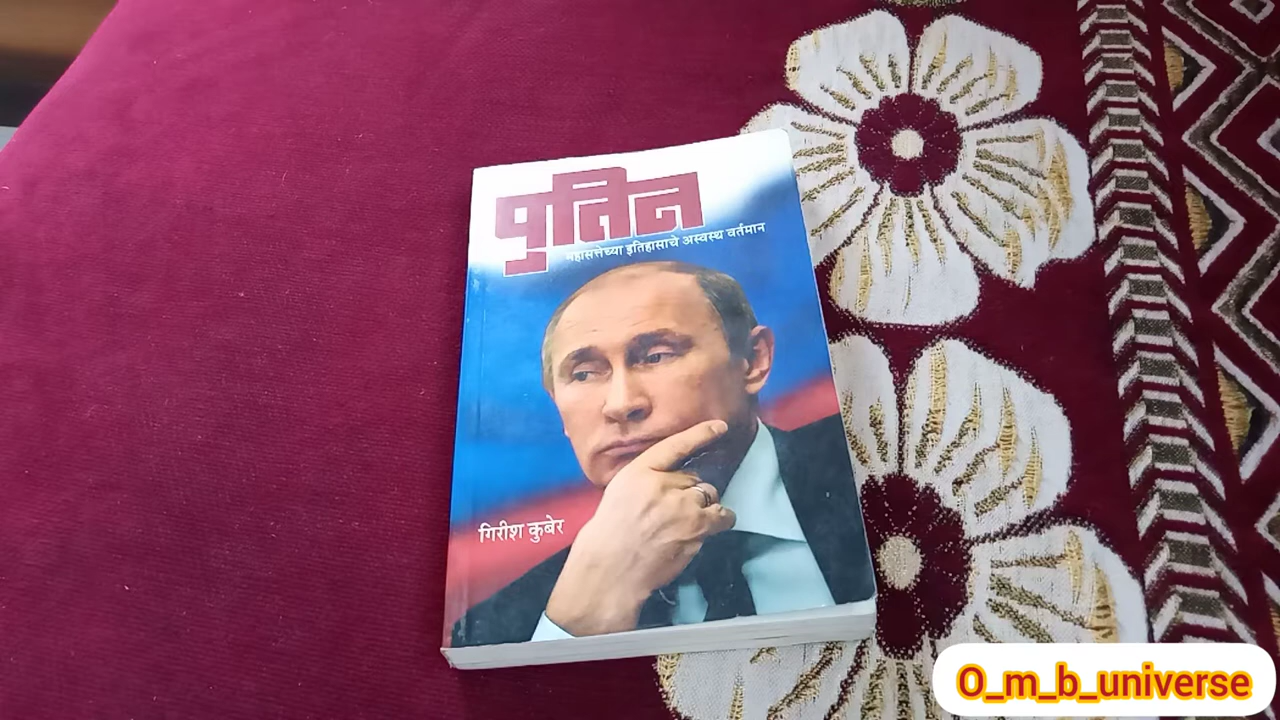 पुतिन
महासत्तेच्या इतिहासाचे अस्वस्थ वर्तमान
गिरीश कुबेर
O_m_b_universe